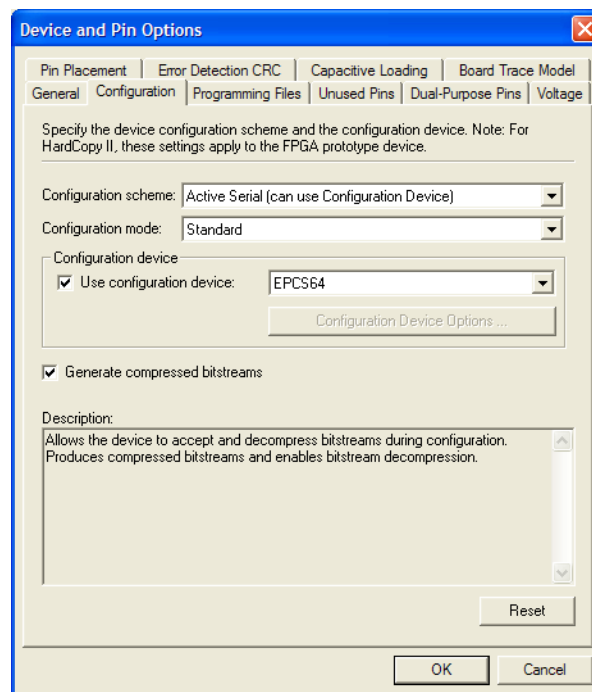 Device and Pin Options
Pin Placement Error Detection CRC Capacitive Loading Board Trace Model
General Configuration Programming Files Unused Pins Dual-Purpose Pins Voltage
Specify the device configuration scheme and the configuration device. Note: For
HardCopy II, these settings apply to the FPGA prototype device.
Configuration scheme: Active Serial (can use Configuration Device)
Configuration mode: Standard
Configuration device
Use configuration device: EPCS64
Configuration Device Options ...
Generate compressed bitstreams
Description:
Allows the device to accept and decompress bitstreams during configuration.
Produces compressed bitstreams and enables bitstream decompression.
Reset
OK Cancel